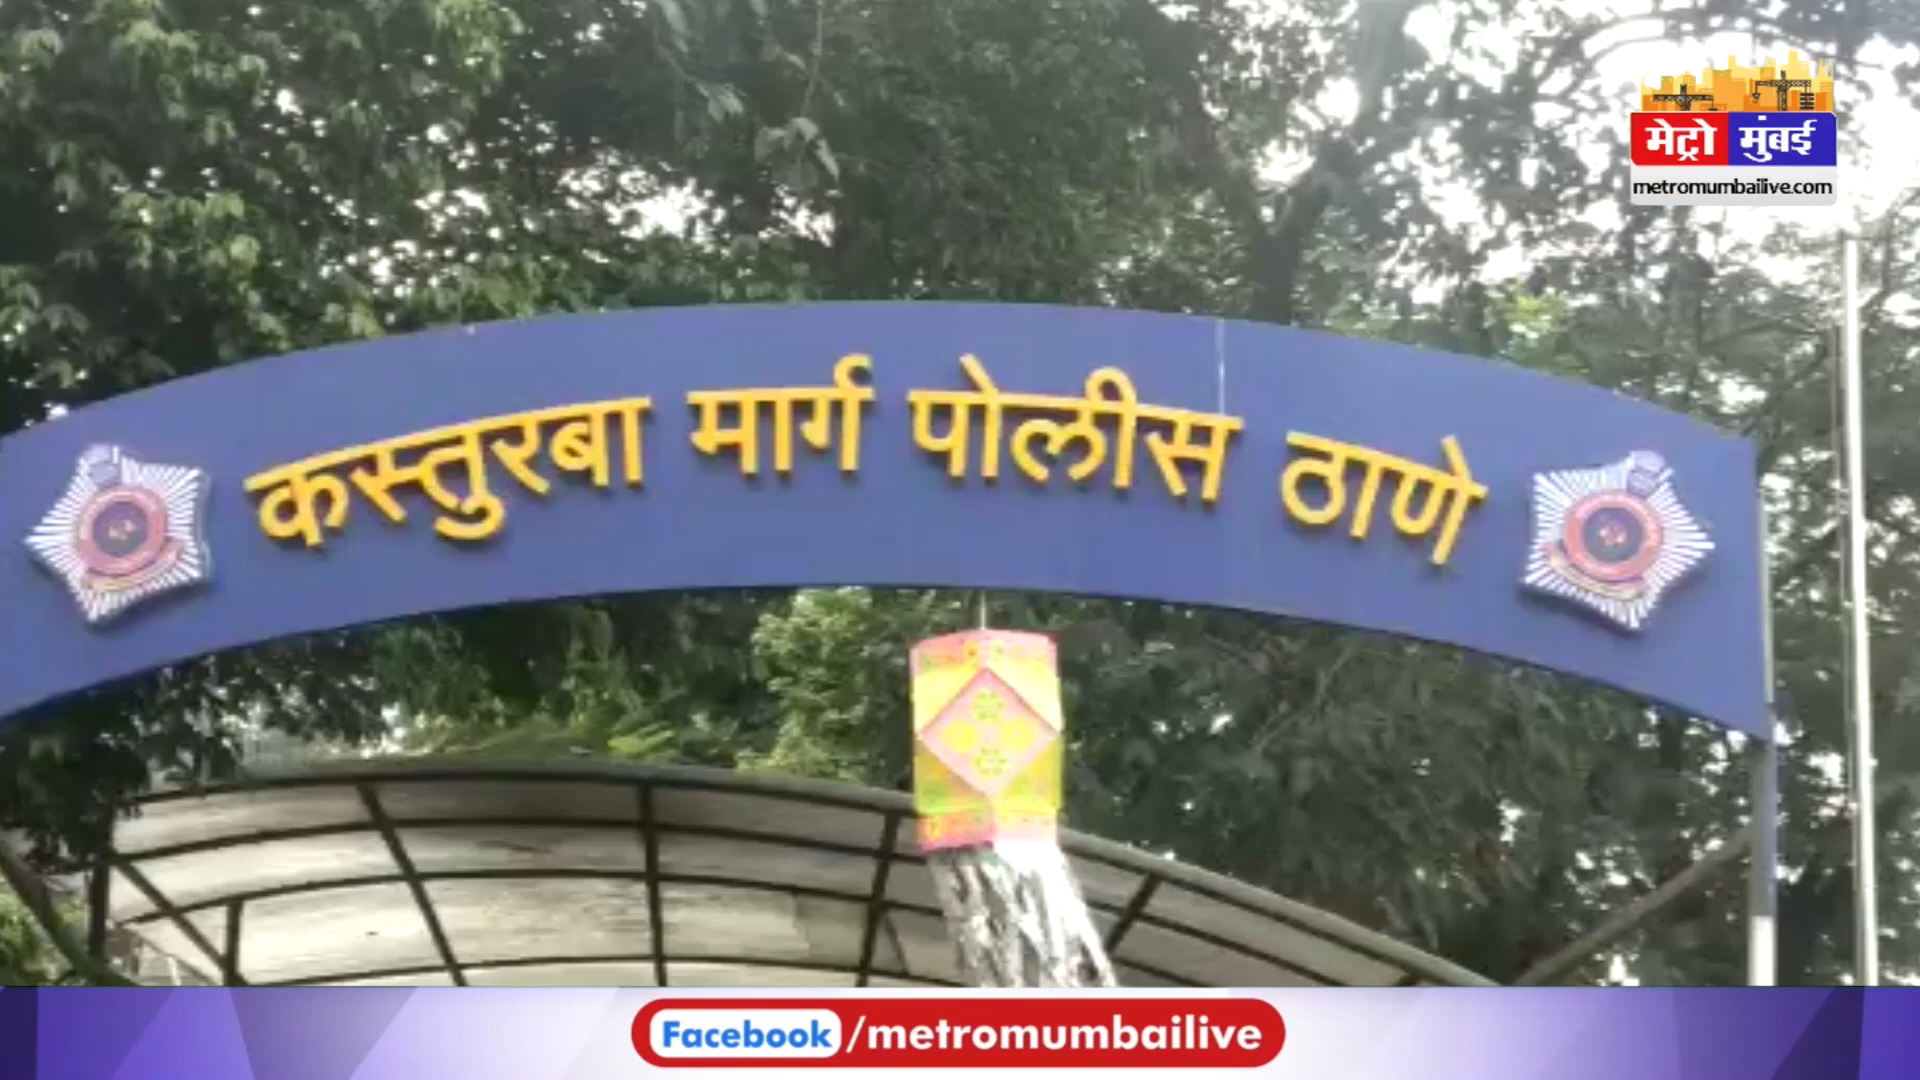 मेट्रो मुंबई
metromumbailive.com
कस्तुरबा मार्ग पोलीस ठाणे
Facebook /metromumbailive